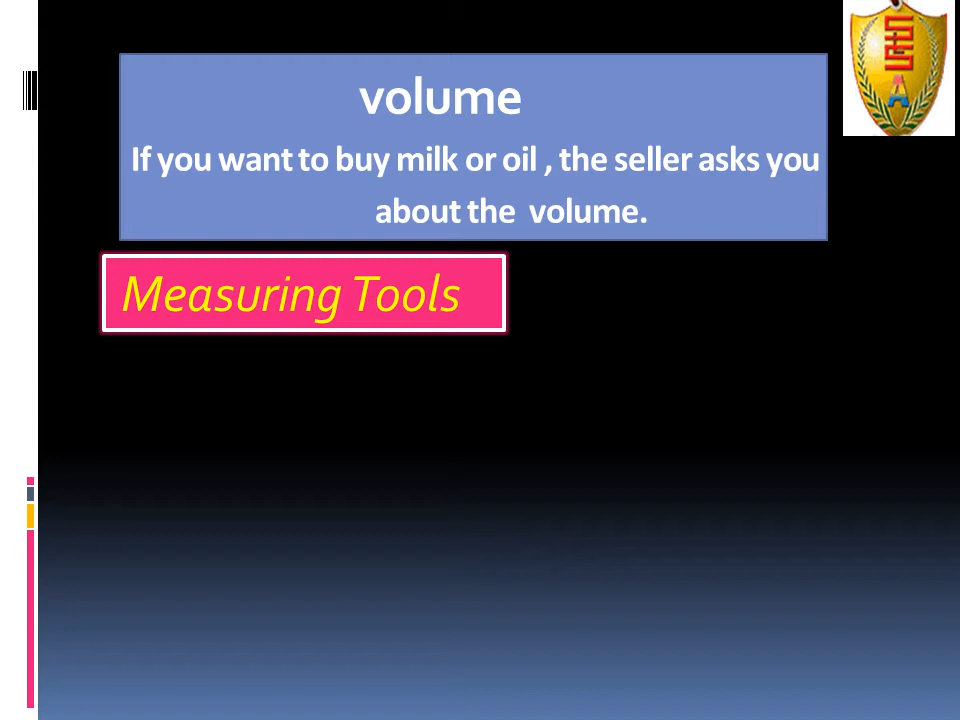 volume
If you want to buy milk or oil , the seller asks you
about the  volume.
Measuring Tools